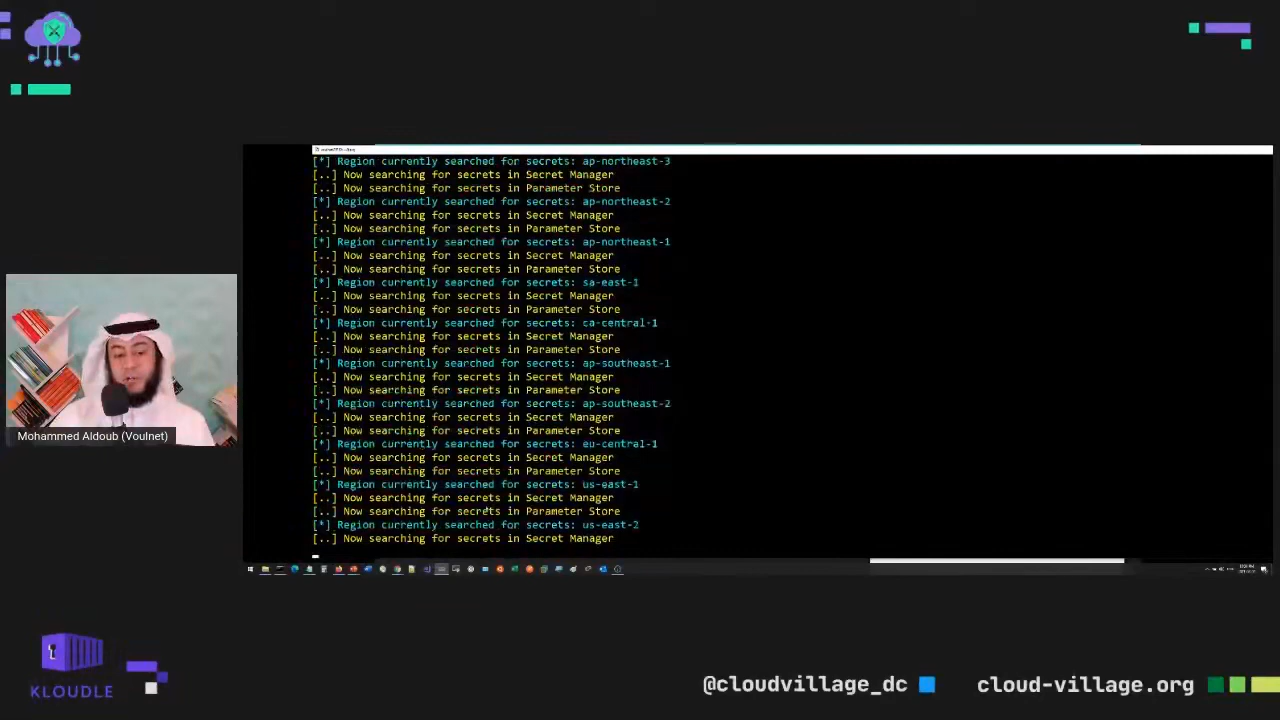 [*] Region currently searched for secrets: ap-northeast-3
[..] Now searching for secrets in Secret Manager
[..] Now searching for secrets in Parameter Store
[*] Region currently searched for secrets: ap-northeast-2
[..] Now searching for secrets in Secret Manager
[..] Now searching for secrets in Parameter Store
[*] Region currently searched for secrets: ap-northeast-1
[..] Now searching for secrets in Secret Manager
[..] Now searching for secrets in Parameter Store
[*] Region currently searched for secrets: sa-east-1
[..] Now searching for secrets in Secret Manager
[..] Now searching for secrets in Parameter Store
[*] Region currently searched for secrets: ca-central-1
[..] Now searching for secrets in Secret Manager
[..] Now searching for secrets in Parameter Store
[*] Region currently searched for secrets: ap-southeast-1
[..] Now searching for secrets in Secret Manager
[..] Now searching for secrets in Parameter Store
[*] Region currently searched for secrets: ap-southeast-2
[..] Now searching for secrets in Secret Manager
[..] Now searching for secrets in Parameter Store
[*] Region currently searched for secrets: eu-central-1
[..] Now searching for secrets in Secret Manager
[..] Now searching for secrets in Parameter Store
[*] Region currently searched for secrets: us-east-1
[..] Now searching for secrets in Secret Manager
[..] Now searching for secrets in Parameter Store
[*] Region currently searched for secrets: us-east-2
[..] Now searching for secrets in Secret Manager
Mohammed Aldoub (Voulnet)
KLOUDLE
@cloudvillage_dc
cloud-village.org